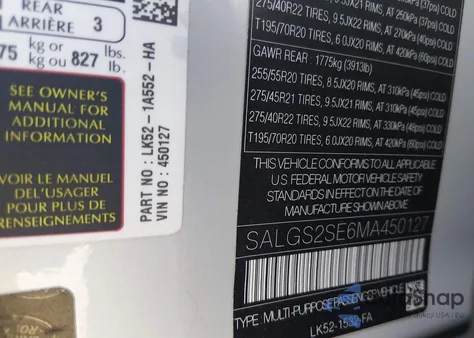 REAR
ARRIÈRE 3
75 kg or lbs.
kg ou 827 lb.
SEE OWNER'S
MANUAL FOR
ADDITIONAL
INFORMATION
VOIR LE MANUEL
DEL'USAGER
POUR PLUS DE
RENSEIGNEMENTS
PART NO : LK52 -1A552 -HA
VIN NO : 450127
275/40R22 TIRES, 9.5JX22 RIMS, AT 270kPa (40psi) COLD
T195/70R20 TIRES, 6.0JX20 RIMS, AT 420kPa (60psi) COLD
GAWR REAR: 1775kg (3913lb)
255/55R20 TIRES, 8.5JX20 RIMS, AT 310kPa (45psi) COLD
275/45R21 TIRES, 9.5JX21 RIMS, AT 310kPa (45psi) COLD
275/40R22 TIRES, 9.5JX22 RIMS, AT 330kPa (48psi) COLD
T195/70R20 TIRES, 6.0JX20 RIMS, AT 420kPa (60psi) COLD
THIS VEHICLE CONFORMS TO ALL APPLICABLE
U.S FEDERAL MOTOR VEHICLE SAFETY
STANDARDS IN EFFECT ON THE DATE OF
MANUFACTURE SHOWN ABOVE
SALGS2SE6MA450127
TYPE: MULTI-PURPOSE PASSENGER VEHICLE